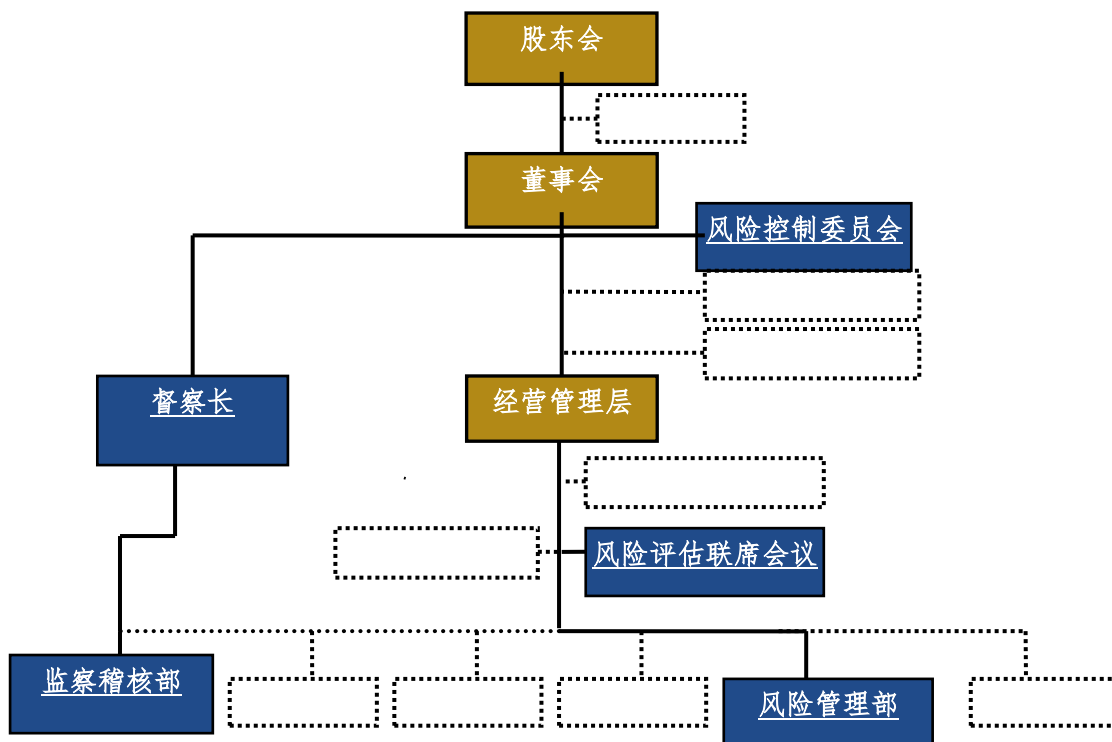 股东会
董事会
风险控制委员会
督察长
经营管理层
风险评估联席会议
监察稽核部
风险管理部